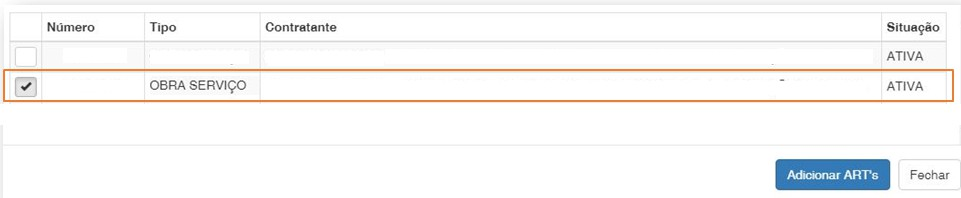 Número Tipo Contratante Situação
ATIVA
OBRA SERVIÇO ATIVA
Adicionar ART's Fechar